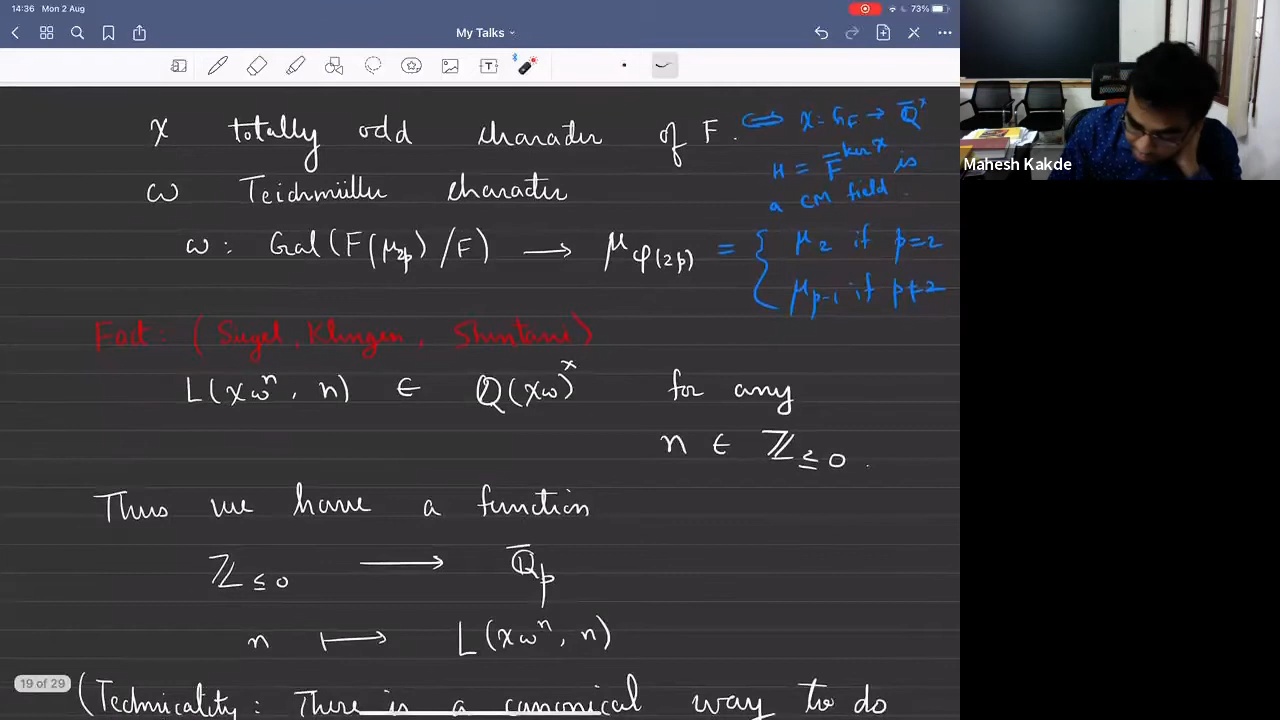 14:36 Mon 2 Aug
73%
My Talks
χ totally odd character of F.
⟺ χ: G_F → Q̄^×
H = F̄^{ker χ} is
a CM field.
ω Teichmüller character
ω: Gal(F(μ_{2p})/F) ⟶ μ_{φ(2p)} = { μ_2 if p=2
μ_{p-1} if p≠2
Fact: (Siegel, Klingen, Shintani)
L(χω^n, n) ∈ Q(χω)^× for any
n ∈ ℤ_{≤0}.
Thus we have a function
ℤ_{≤0} ⟶ Q̄_p
n ⟼ L(χω^n, n)
19 of 29
(Technicality: There is a canonical way to do
Mahesh Kakde